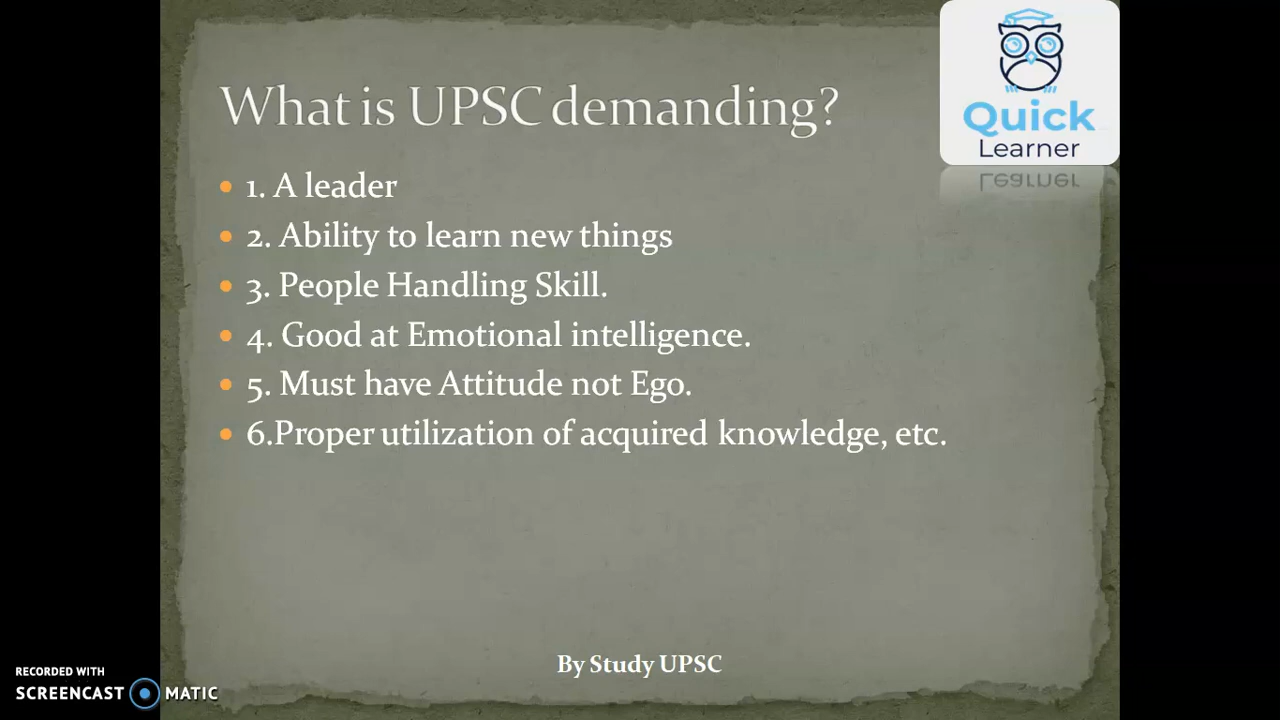 What is UPSC demanding?
Quick
Learner
• 1. A leader
• 2. Ability to learn new things
• 3. People Handling Skill.
• 4. Good at Emotional intelligence.
• 5. Must have Attitude not Ego.
• 6.Proper utilization of acquired knowledge, etc.
By Study UPSC
RECORDED WITH
SCREENCAST MATIC